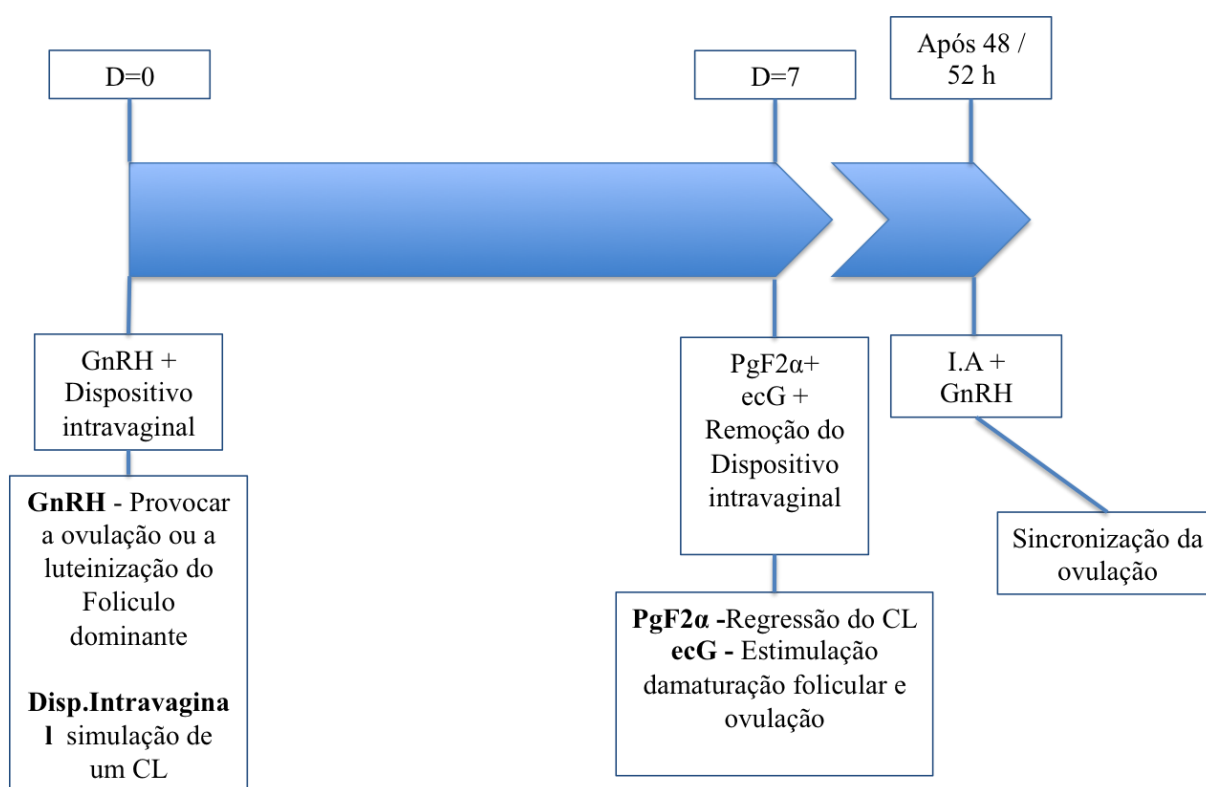 D=0
D=7
Após 48 /
52 h
GnRH +
Dispositivo
intravaginal
PgF2α+
ecG +
Remoção do
Dispositivo
intravaginal
I.A +
GnRH
GnRH - Provocar
a ovulação ou a
luteinização do
Foliculo
dominante
Disp.Intravagina
l simulação de
um CL
PgF2α -Regressão do CL
ecG - Estimulação
damaturação folicular e
ovulação
Sincronização da
ovulação